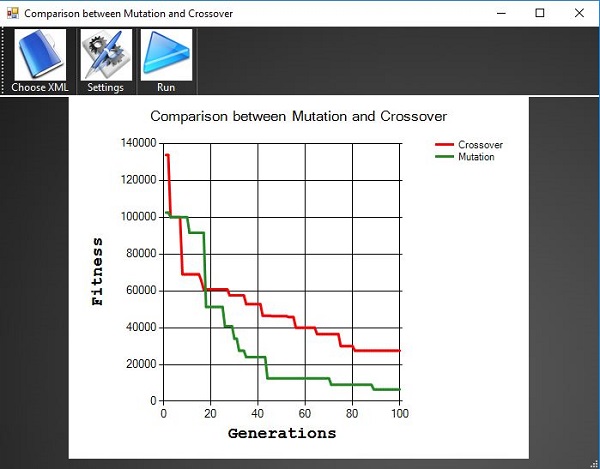 Comparison between Mutation and Crossover
Choose XML Settings Run
Comparison between Mutation and Crossover
Crossover
Mutation
140000
120000
100000
80000
60000
40000
20000
0
Fitness
0 20 40 60 80 100
Generations